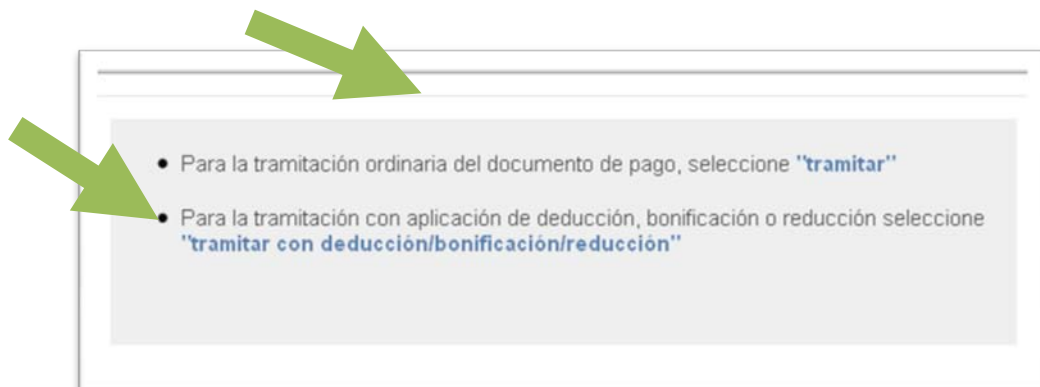 Para la tramitación ordinaria del documento de pago, seleccione "tramitar"
Para la tramitación con aplicación de deducción, bonificación o reducción seleccione
"tramitar con deducción/bonificación/reducción"